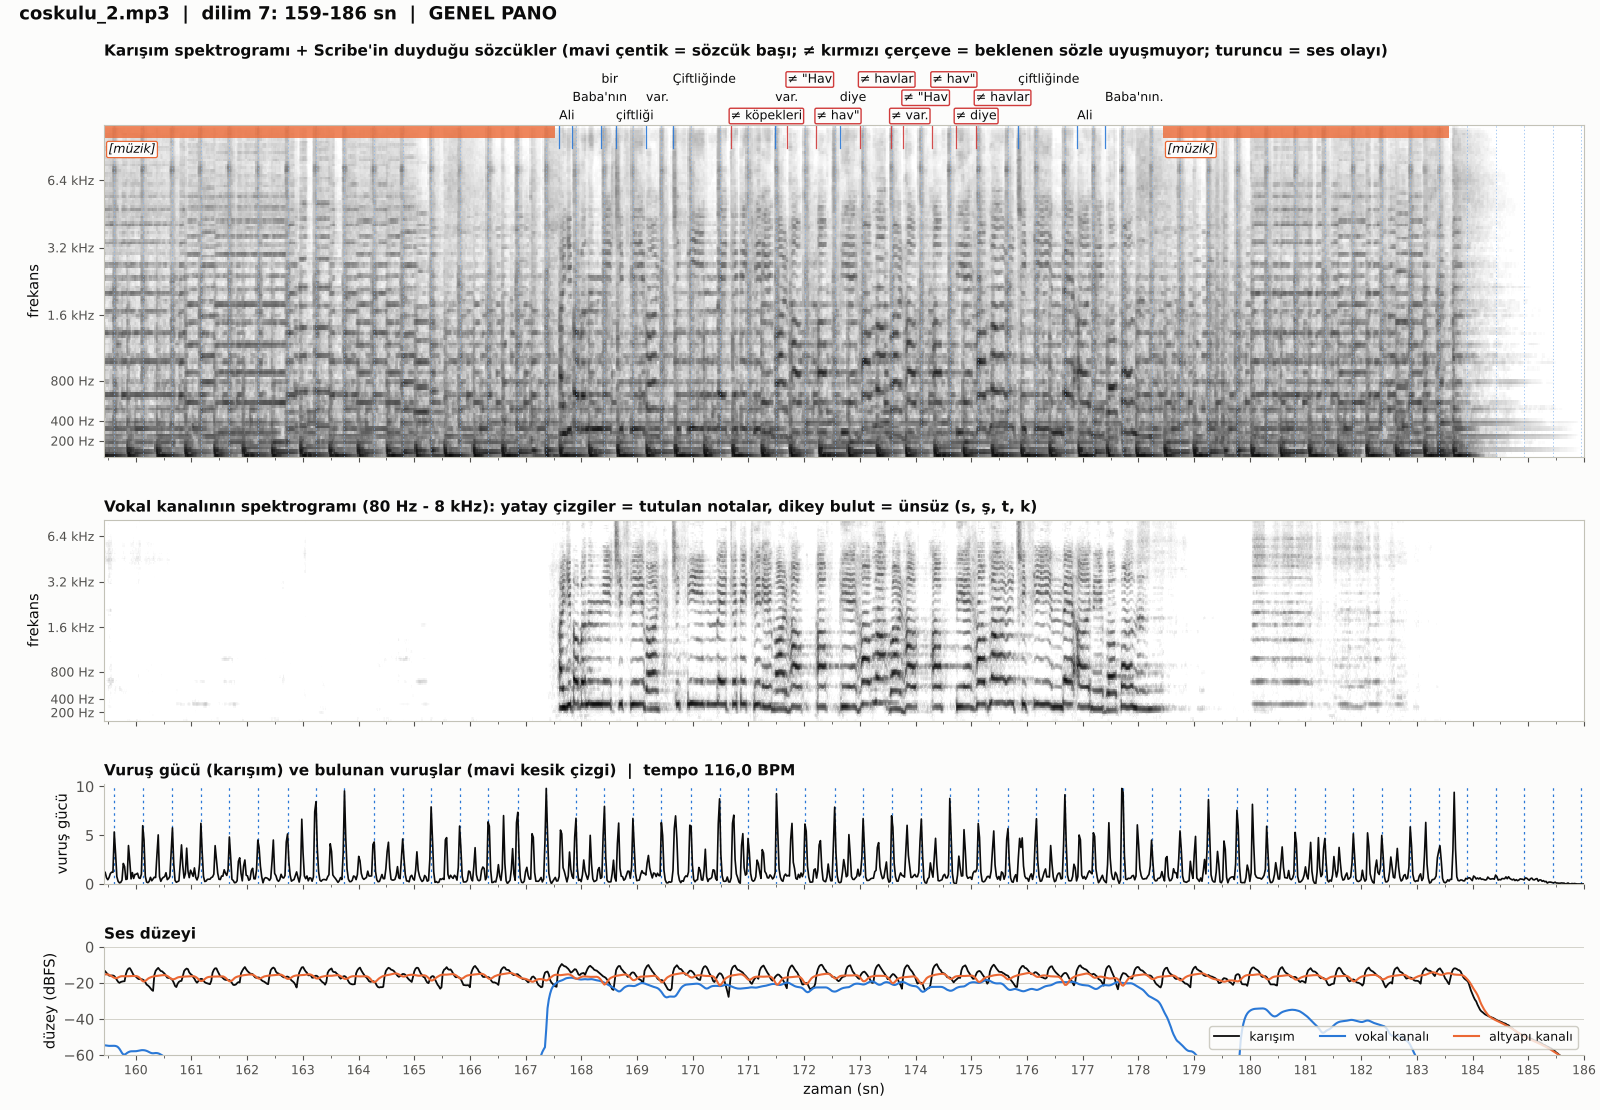 coskulu_2.mp3 | dilim 7: 159-186 sn | GENEL PANO
Karışım spektrogramı + Scribe'in duyduğu sözcükler (mavi çentik = sözcük başı; ≠ kırmızı çerçeve = beklenen sözle uyuşmuyor; turuncu = ses olayı)
bir Çiftliğinde ≠ "Hav ≠ havlar ≠ hav" çiftliğinde
Baba'nın var. var. diye ≠ "Hav ≠ havlar Baba'nın.
Ali çiftliği ≠ köpekleri ≠ hav" ≠ var. ≠ diye Ali
[müzik] [müzik]
6.4 kHz
3.2 kHz
1.6 kHz
800 Hz
400 Hz
200 Hz
frekans
Vokal kanalının spektrogramı (80 Hz - 8 kHz): yatay çizgiler = tutulan notalar, dikey bulut = ünsüz (s, ş, t, k)
6.4 kHz
3.2 kHz
1.6 kHz
800 Hz
400 Hz
200 Hz
frekans
Vuruş gücü (karışım) ve bulunan vuruşlar (mavi kesik çizgi) | tempo 116,0 BPM
10
5
0
vuruş gücü
Ses düzeyi
0
−20
−40
−60
düzey (dBFS)
karışım vokal kanalı altyapı kanalı
160 161 162 163 164 165 166 167 168 169 170 171 172 173 174 175 176 177 178 179 180 181 182 183 184 185 186
zaman (sn)